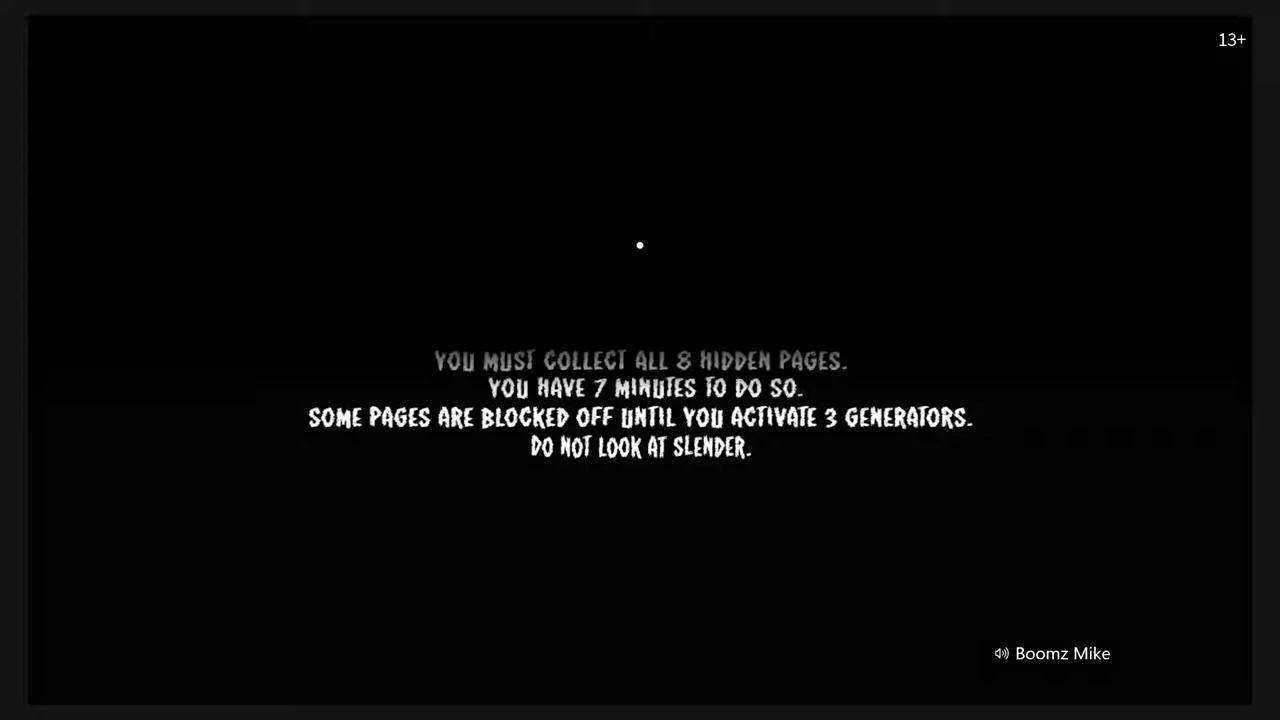 13+
YOU MUST COLLECT ALL 8 HIDDEN PAGES.
YOU HAVE 7 MINUTES TO DO SO.
SOME PAGES ARE BLOCKED OFF UNTIL YOU ACTIVATE 3 GENERATORS.
DO NOT LOOK AT SLENDER.
Boomz Mike